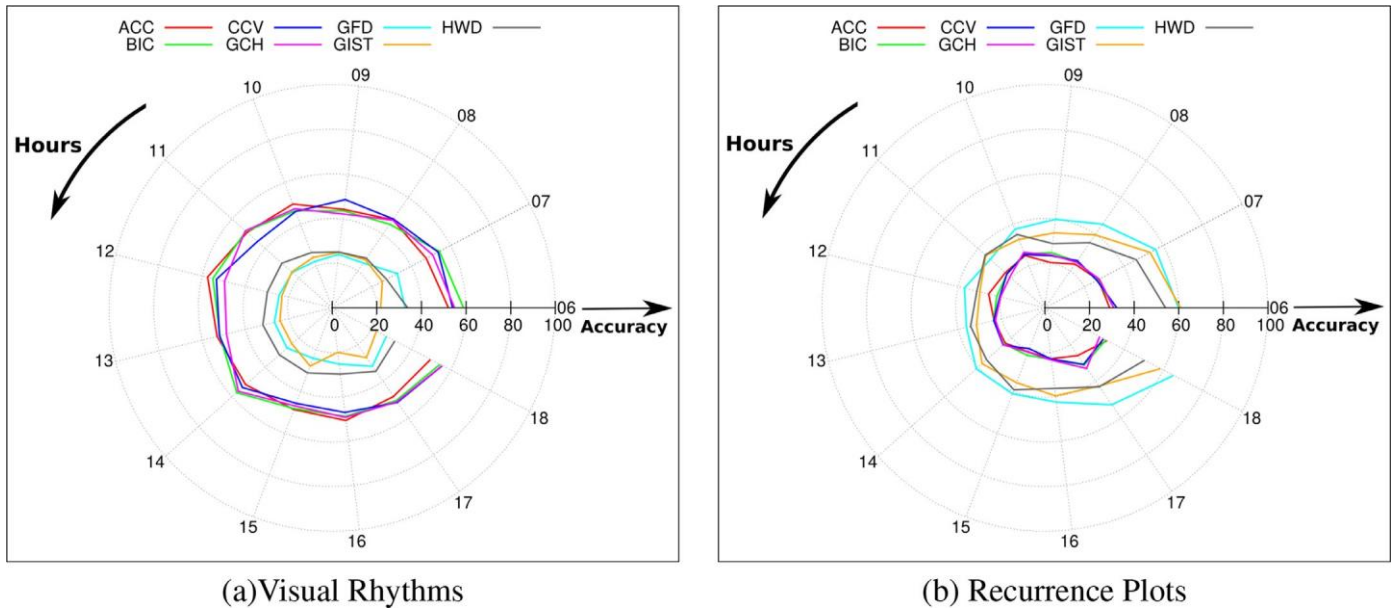 ACC CCV GFD HWD
BIC GCH GIST
09
10
08
Hours
11
07
12
0 20 40 60 80 100
06
Accuracy
13
18
14
17
15
16
(a)Visual Rhythms
ACC CCV GFD HWD
BIC GCH GIST
09
10
08
Hours
11
07
12
0 20 40 60 80 100
06
Accuracy
13
18
14
17
15
16
(b) Recurrence Plots